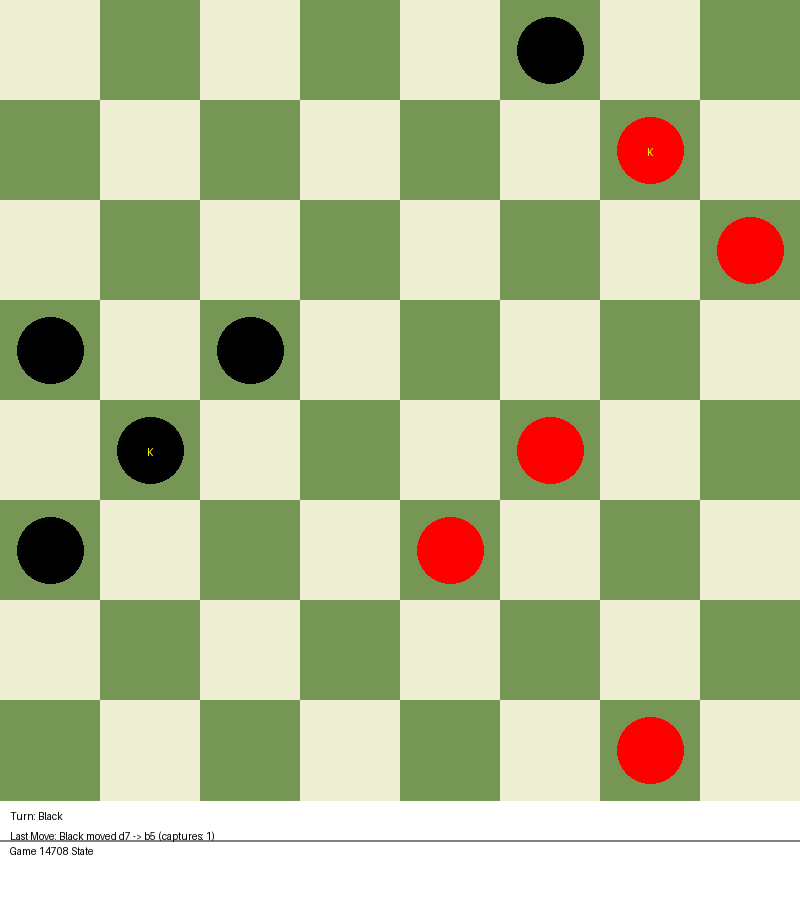 K
K
Turn: Black
Last Move: Black moved d7 -> b5 (captures: 1)
Game 14708 State